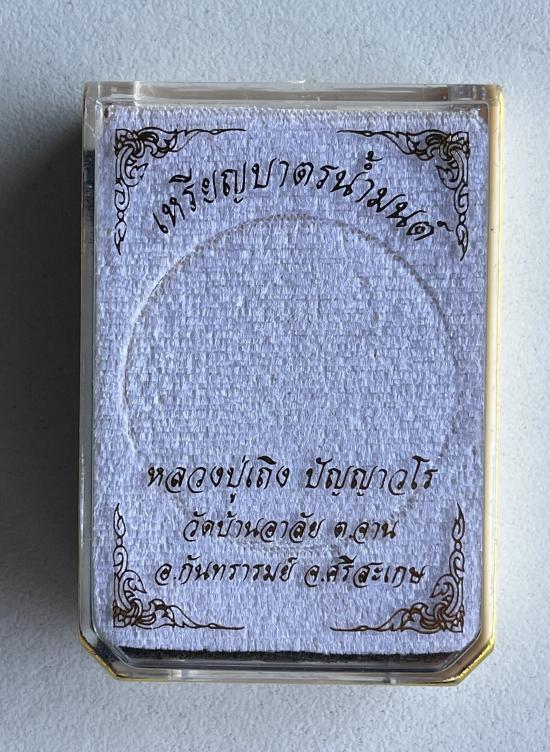 เหรียญบาตรน้ำมนต์
หลวงปู่เถิง ปัญญาวโร
วัดบ้านอาลัย ต.จาน
อ.กันทรารมย์ จ.ศรีสะเกษ